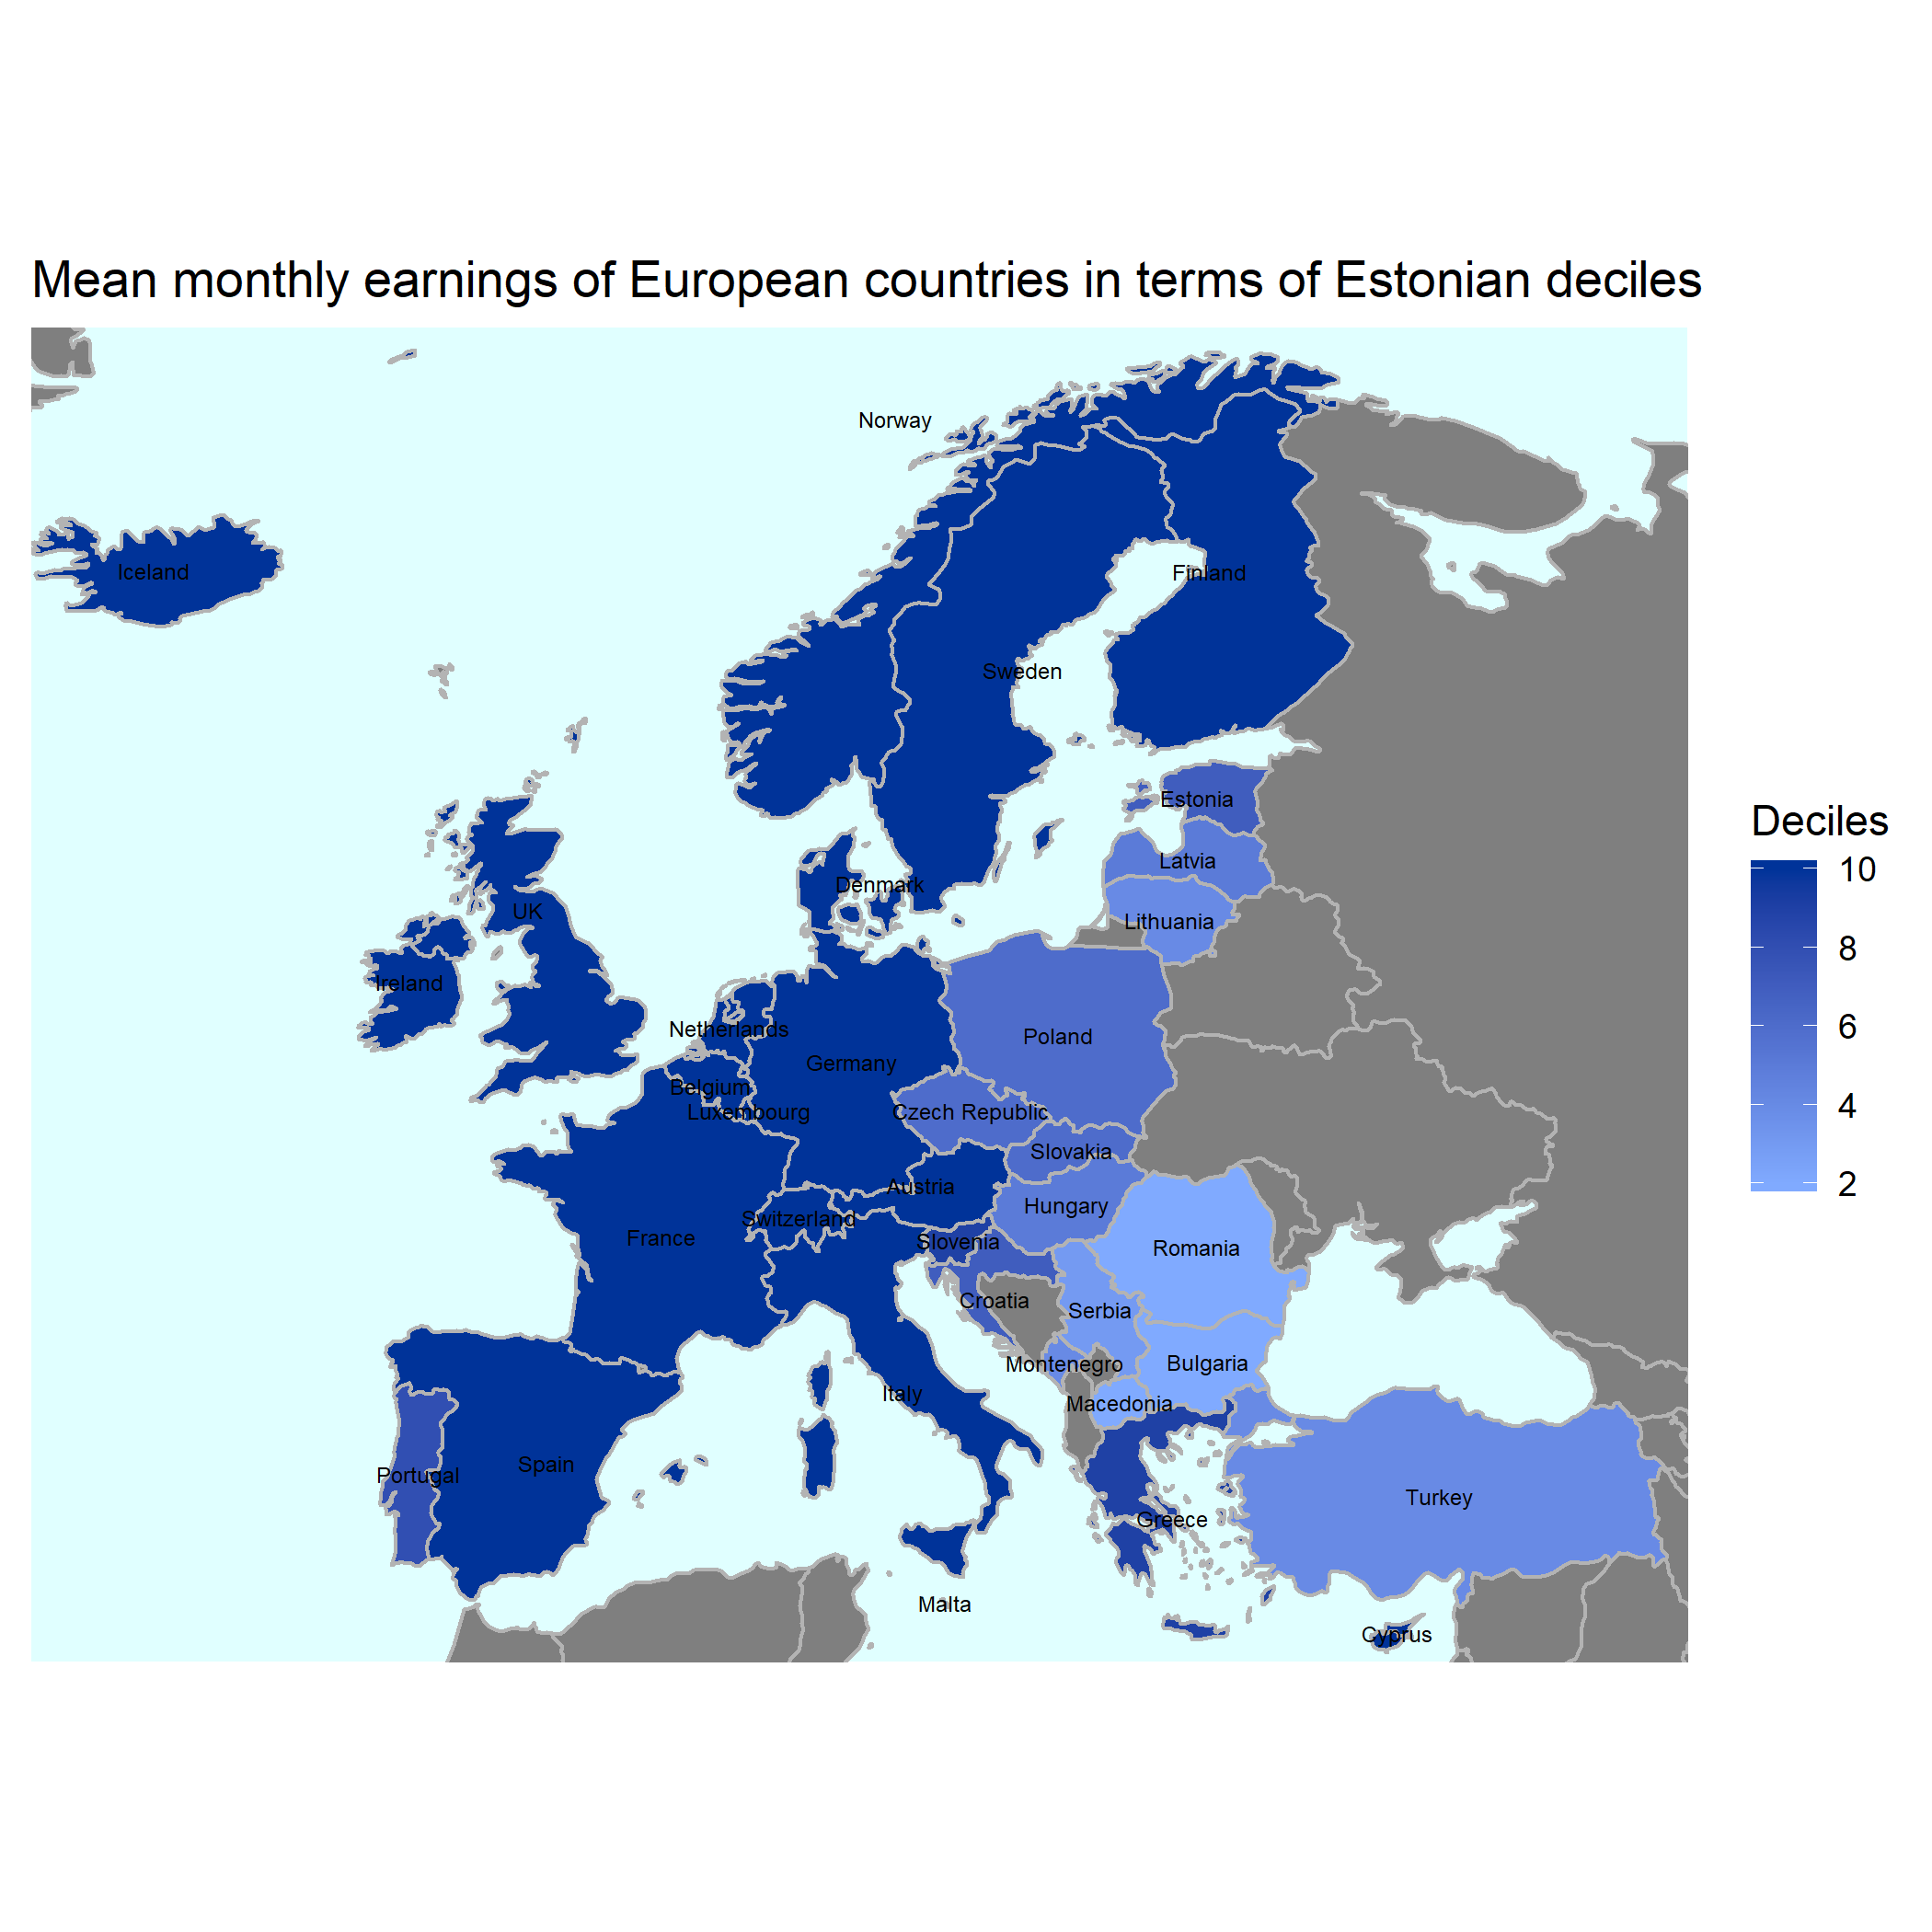 Mean monthly earnings of European countries in terms of Estonian deciles
Norway
Iceland
Finland
Sweden
Estonia
Latvia
Denmark
UK
Lithuania
Ireland
Netherlands
Poland
Germany
Belgium
Luxembourg
Czech Republic
Slovakia
Austria
Hungary
Switzerland
France
Slovenia
Romania
Croatia
Serbia
Montenegro
Bulgaria
Italy
Macedonia
Spain
Portugal
Turkey
Greece
Malta
Cyprus
Deciles
10
8
6
4
2